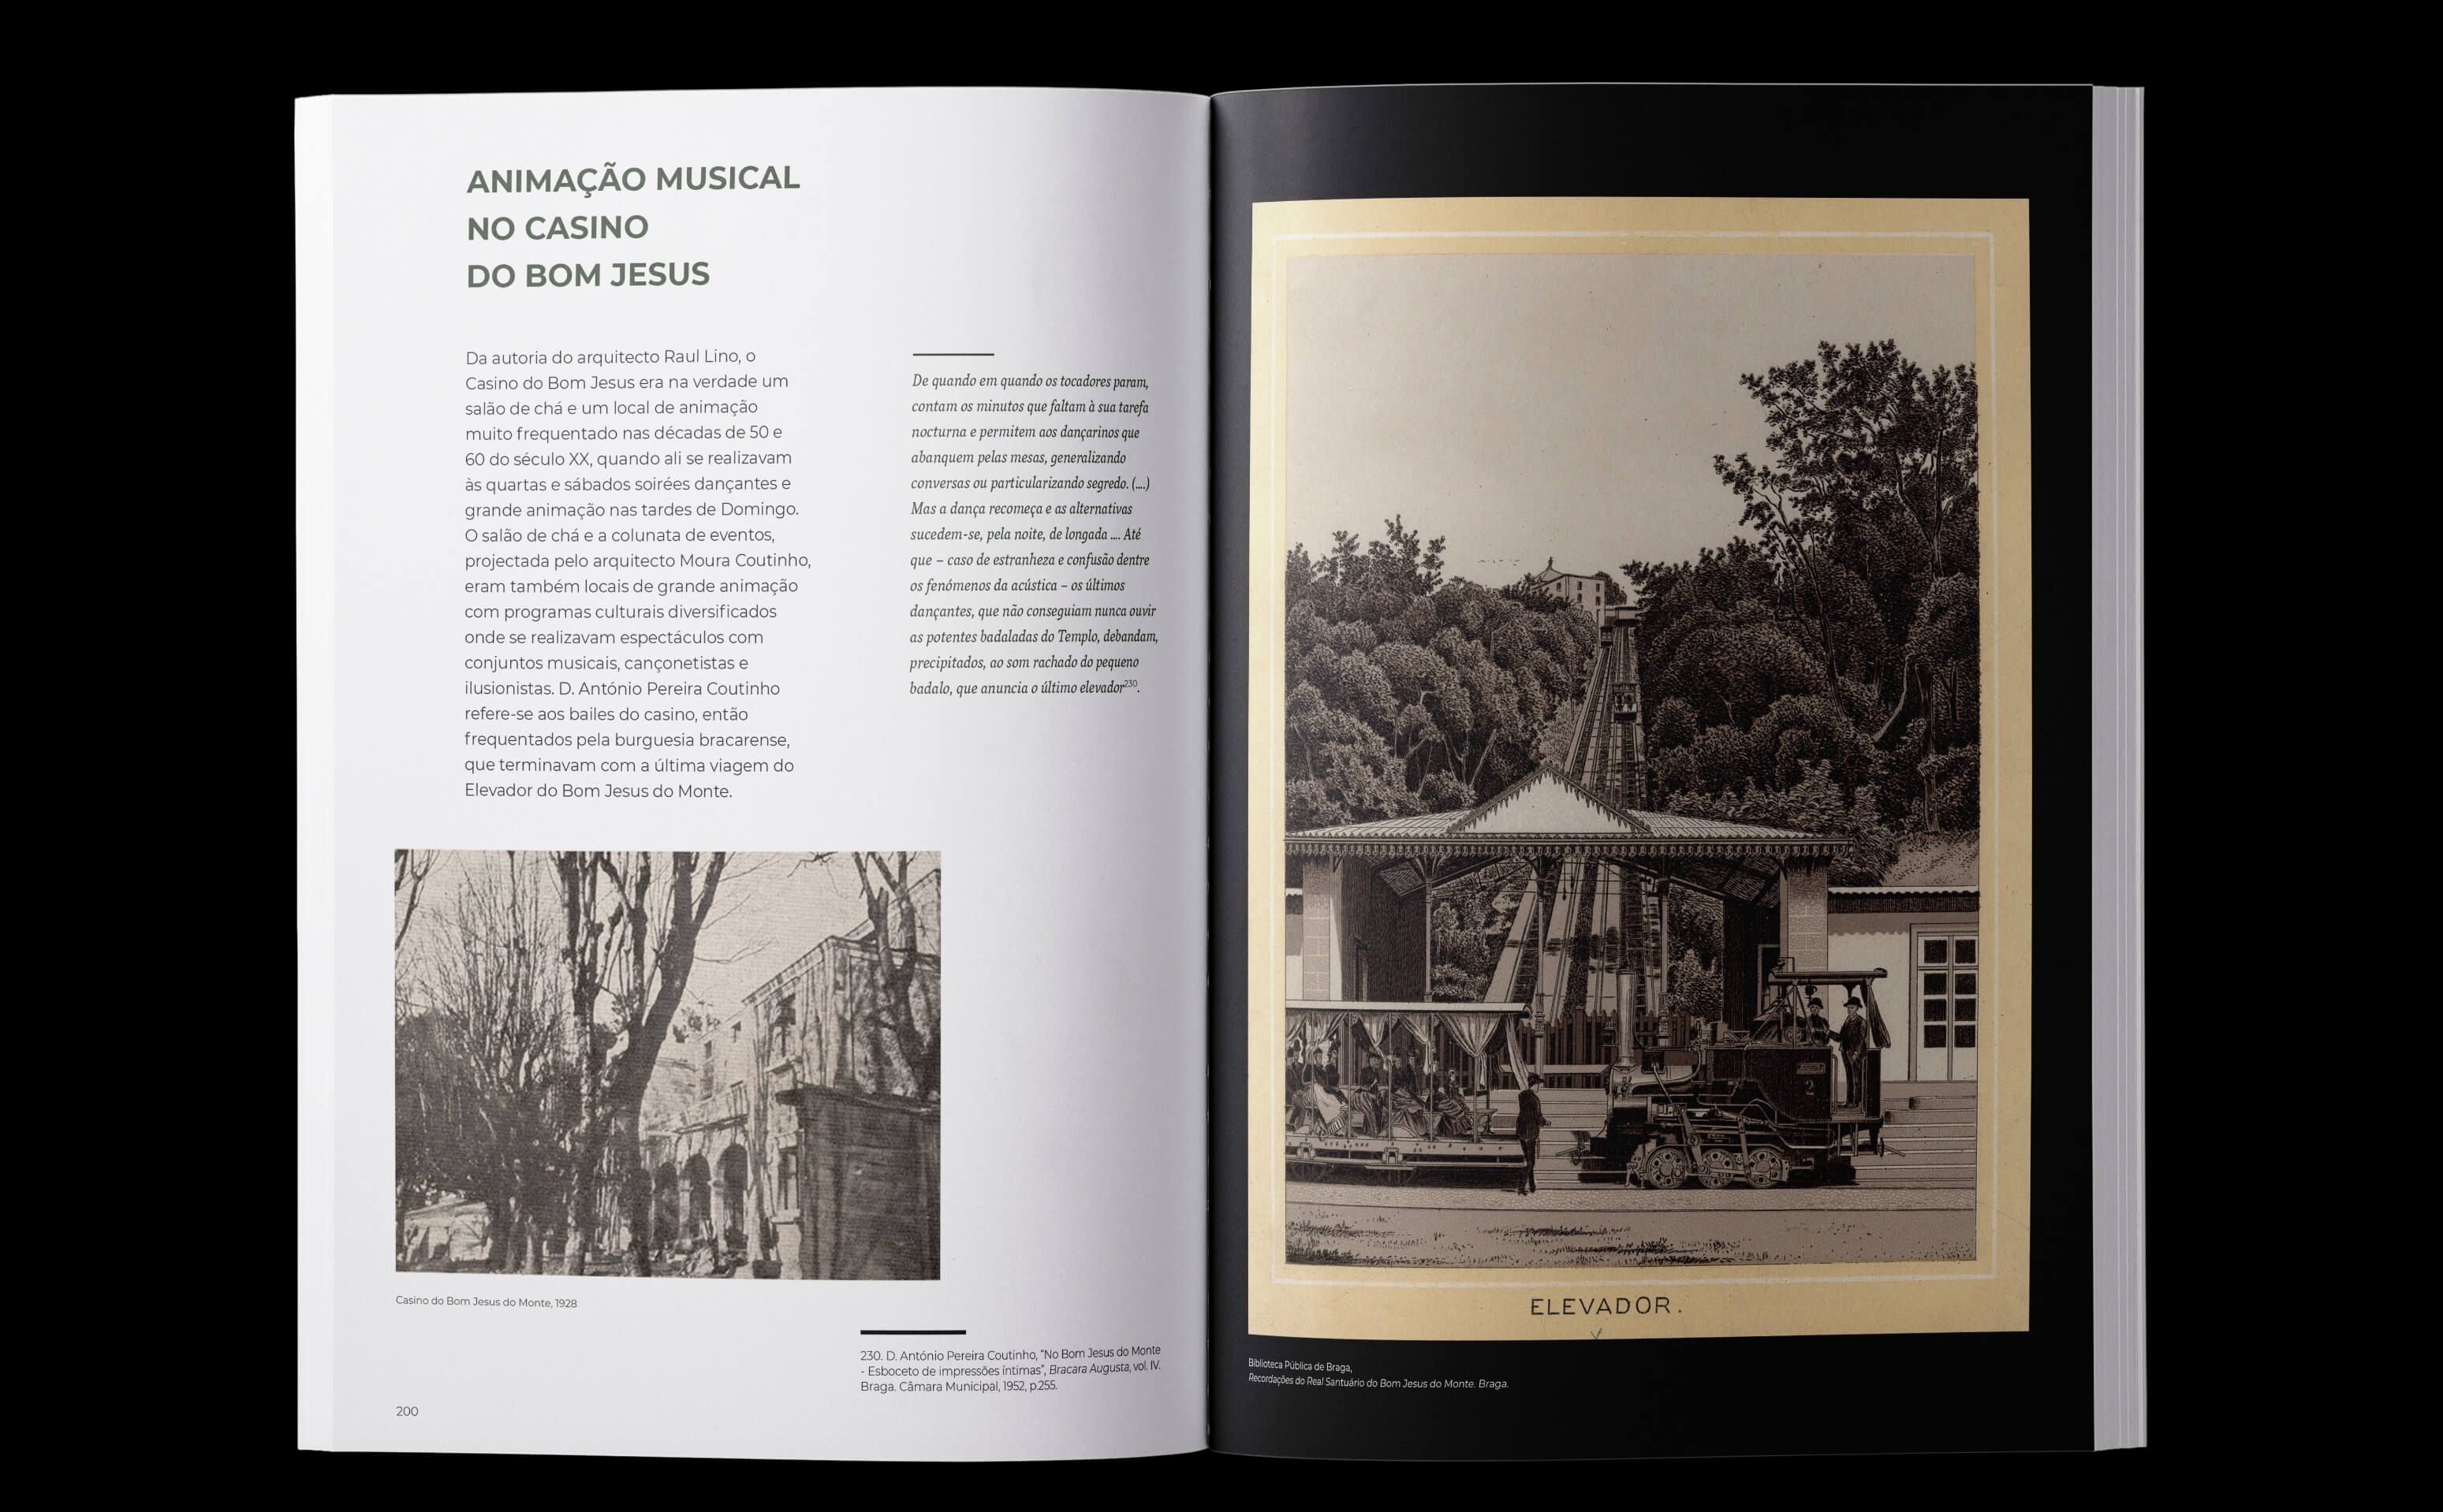 ANIMAÇÃO MUSICAL
NO CASINO
DO BOM JESUS
Da autoria do arquitecto Raul Lino, o
Casino do Bom Jesus era na verdade um
salão de chá e um local de animação
muito frequentado nas décadas de 50 e
60 do século XX, quando ali se realizavam
às quartas e sábados soirées dançantes e
grande animação nas tardes de Domingo.
O salão de chá e a colunata de eventos,
projectada pelo arquitecto Moura Coutinho,
eram também locais de grande animação
com programas culturais diversificados
onde se realizavam espectáculos com
conjuntos musicais, cançonetistas e
ilusionistas. D. António Pereira Coutinho
refere-se aos bailes do casino, então
frequentados pela burguesia bracarense,
que terminavam com a última viagem do
Elevador do Bom Jesus do Monte.
De quando em quando os tocadores param,
contam os minutos que faltam à sua tarefa
nocturna e permitem aos dançarinos que
abanquem pelas mesas, generalizando
conversas ou particularizando segredo. (....)
Mas a dança recomeça e as alternativas
sucedem-se, pela noite, de longada .... Até
que – caso de estranheza e confusão dentre
os fenómenos da acústica – os últimos
dançantes, que não conseguiam nunca ouvir
as potentes badaladas do Templo, debandam,
precipitados, ao som rachado do pequeno
badalo, que anuncia o último elevador230.
Casino do Bom Jesus do Monte, 1928
230. D. António Pereira Coutinho, “No Bom Jesus do Monte
- Esboceto de impressões íntimas”, Bracara Augusta, vol. IV.
Braga. Câmara Municipal, 1952, p.255.
200
2
ELEVADOR.
Biblioteca Pública de Braga,
Recordações do Real Santuário do Bom Jesus do Monte. Braga.